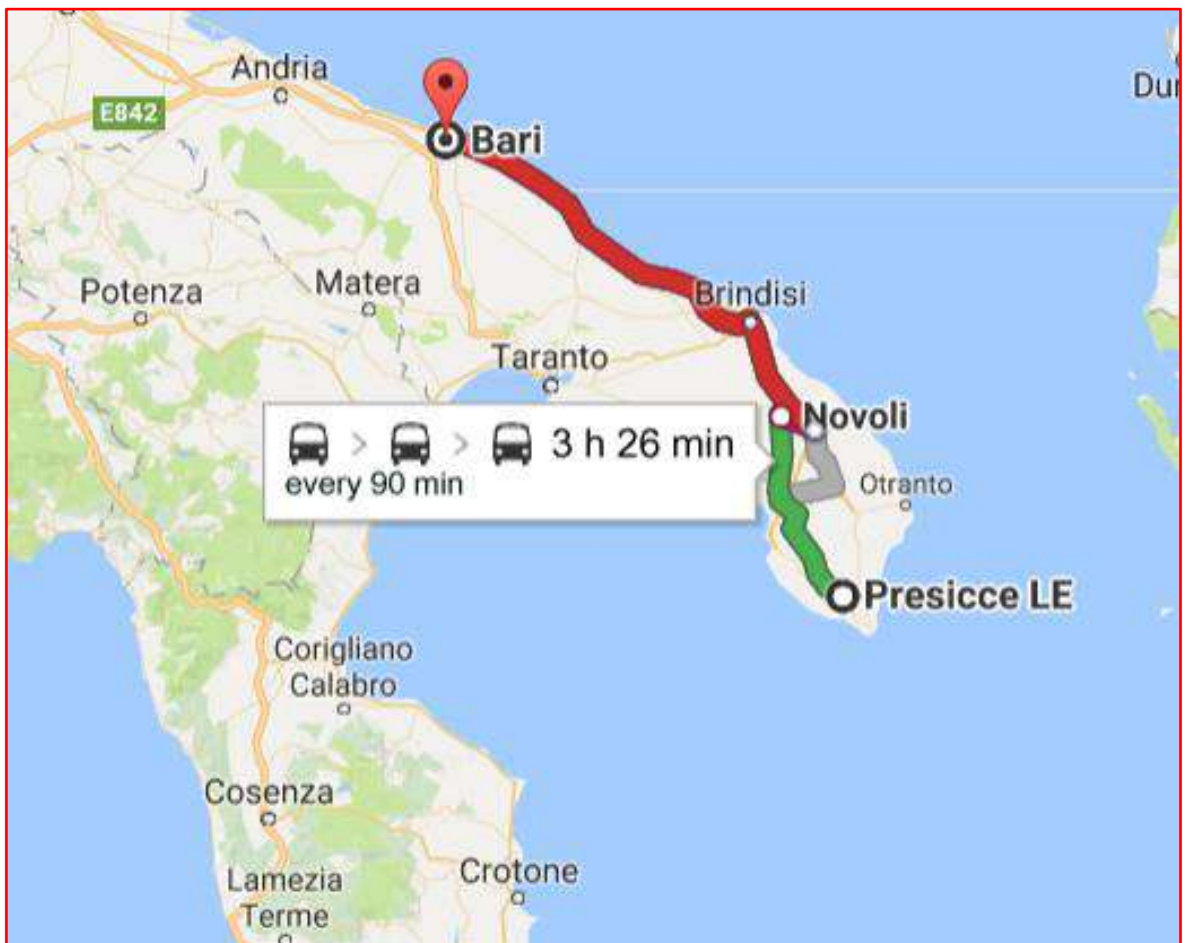 Andria
Dur
E842
Bari
Potenza
Matera
Brindisi
Taranto
Novoli
3 h 26 min
every 90 min
Otranto
Presicce LE
Corigliano
Calabro
Cosenza
Crotone
Lamezia
Terme